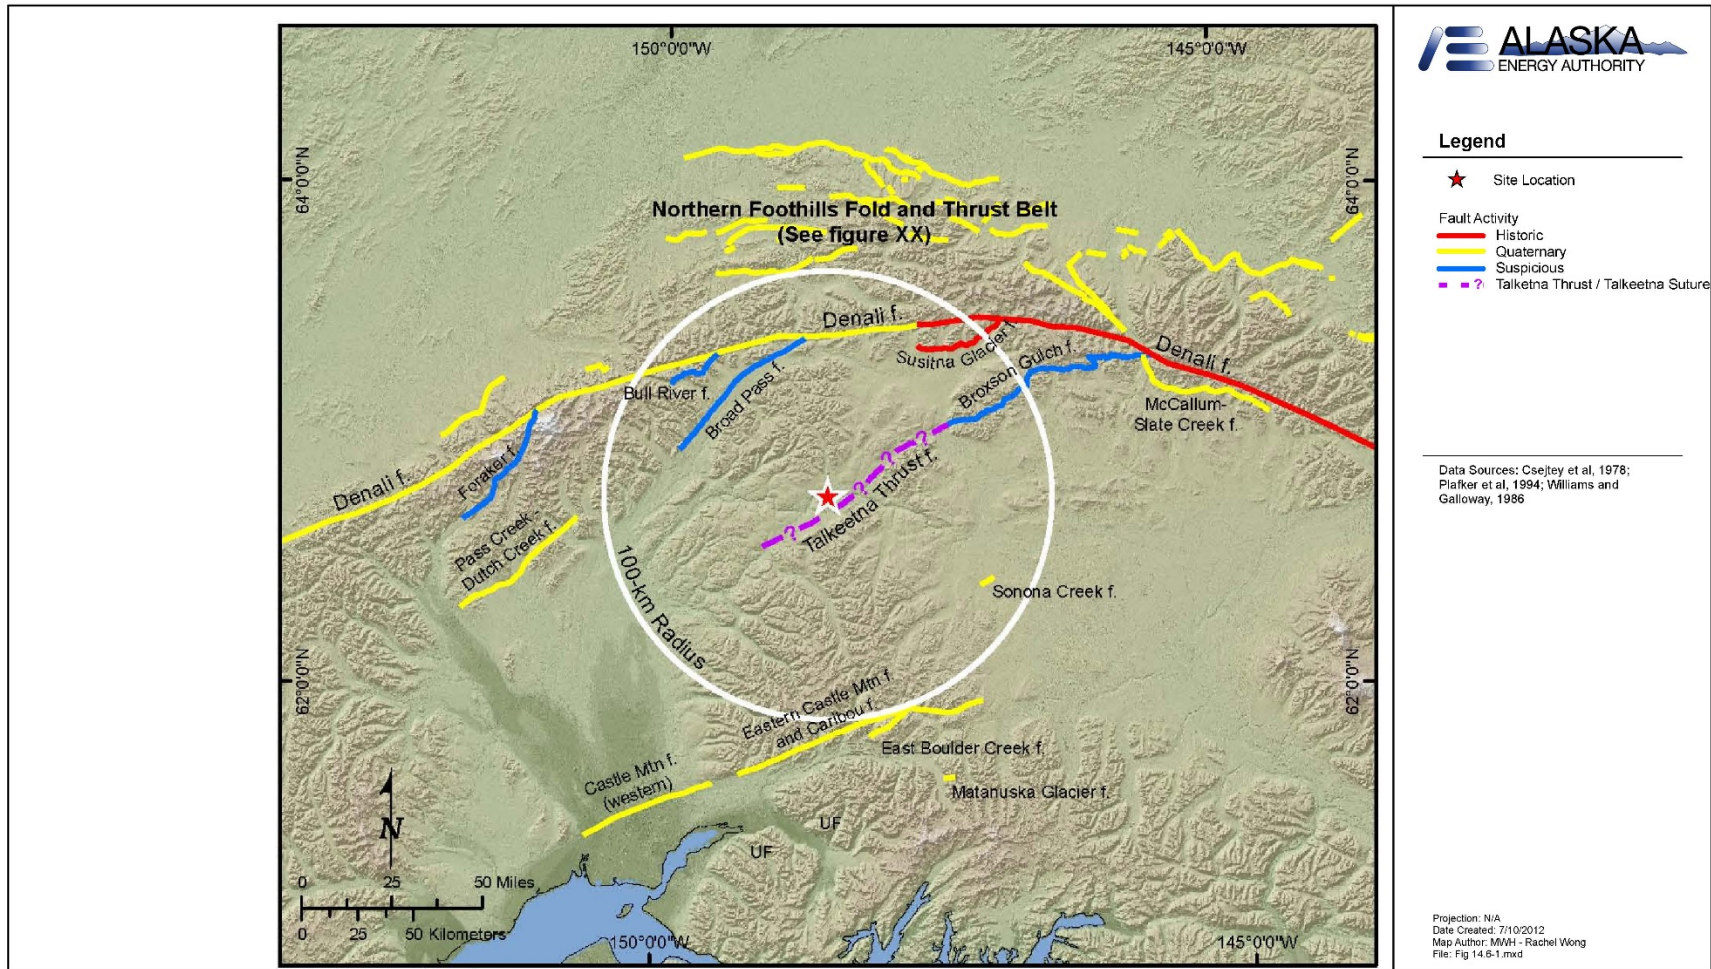 150°0'0"W
145°0'0"W
64°0'0"N
64°0'0"N
Northern Foothills Fold and Thrust Belt
(See figure XX)
Denali f.
Susitna Glacier f.
Denali f.
Broxson Gulch f.
Bull River f.
Broad Pass f.
McCallum-
Slate Creek f.
Denali f.
Foraker f.
?
?
?
?
Talkeetna Thrust f.
Pass Creek -
Dutch Creek f.
100-km Radius
Sonona Creek f.
62°0'0"N
62°0'0"N
Eastern Castle Mtn f.
and Caribou f.
East Boulder Creek f.
Castle Mtn f.
(western)
Matanuska Glacier f.
UF
UF
N
0 25 50 Miles
0 25 50 Kilometers
150°0'0"W
145°0'0"W
ALASKA
ENERGY AUTHORITY
Legend
Site Location
Fault Activity
Historic
Quaternary
Suspicious
? Talketna Thrust / Talkeetna Suture
Data Sources: Csejtey et al, 1978;
Plafker et al, 1994; Williams and
Galloway, 1986
Projection: N/A
Date Created: 7/10/2012
Map Author: MWH - Rachel Wong
File: Fig 14.6-1.mxd